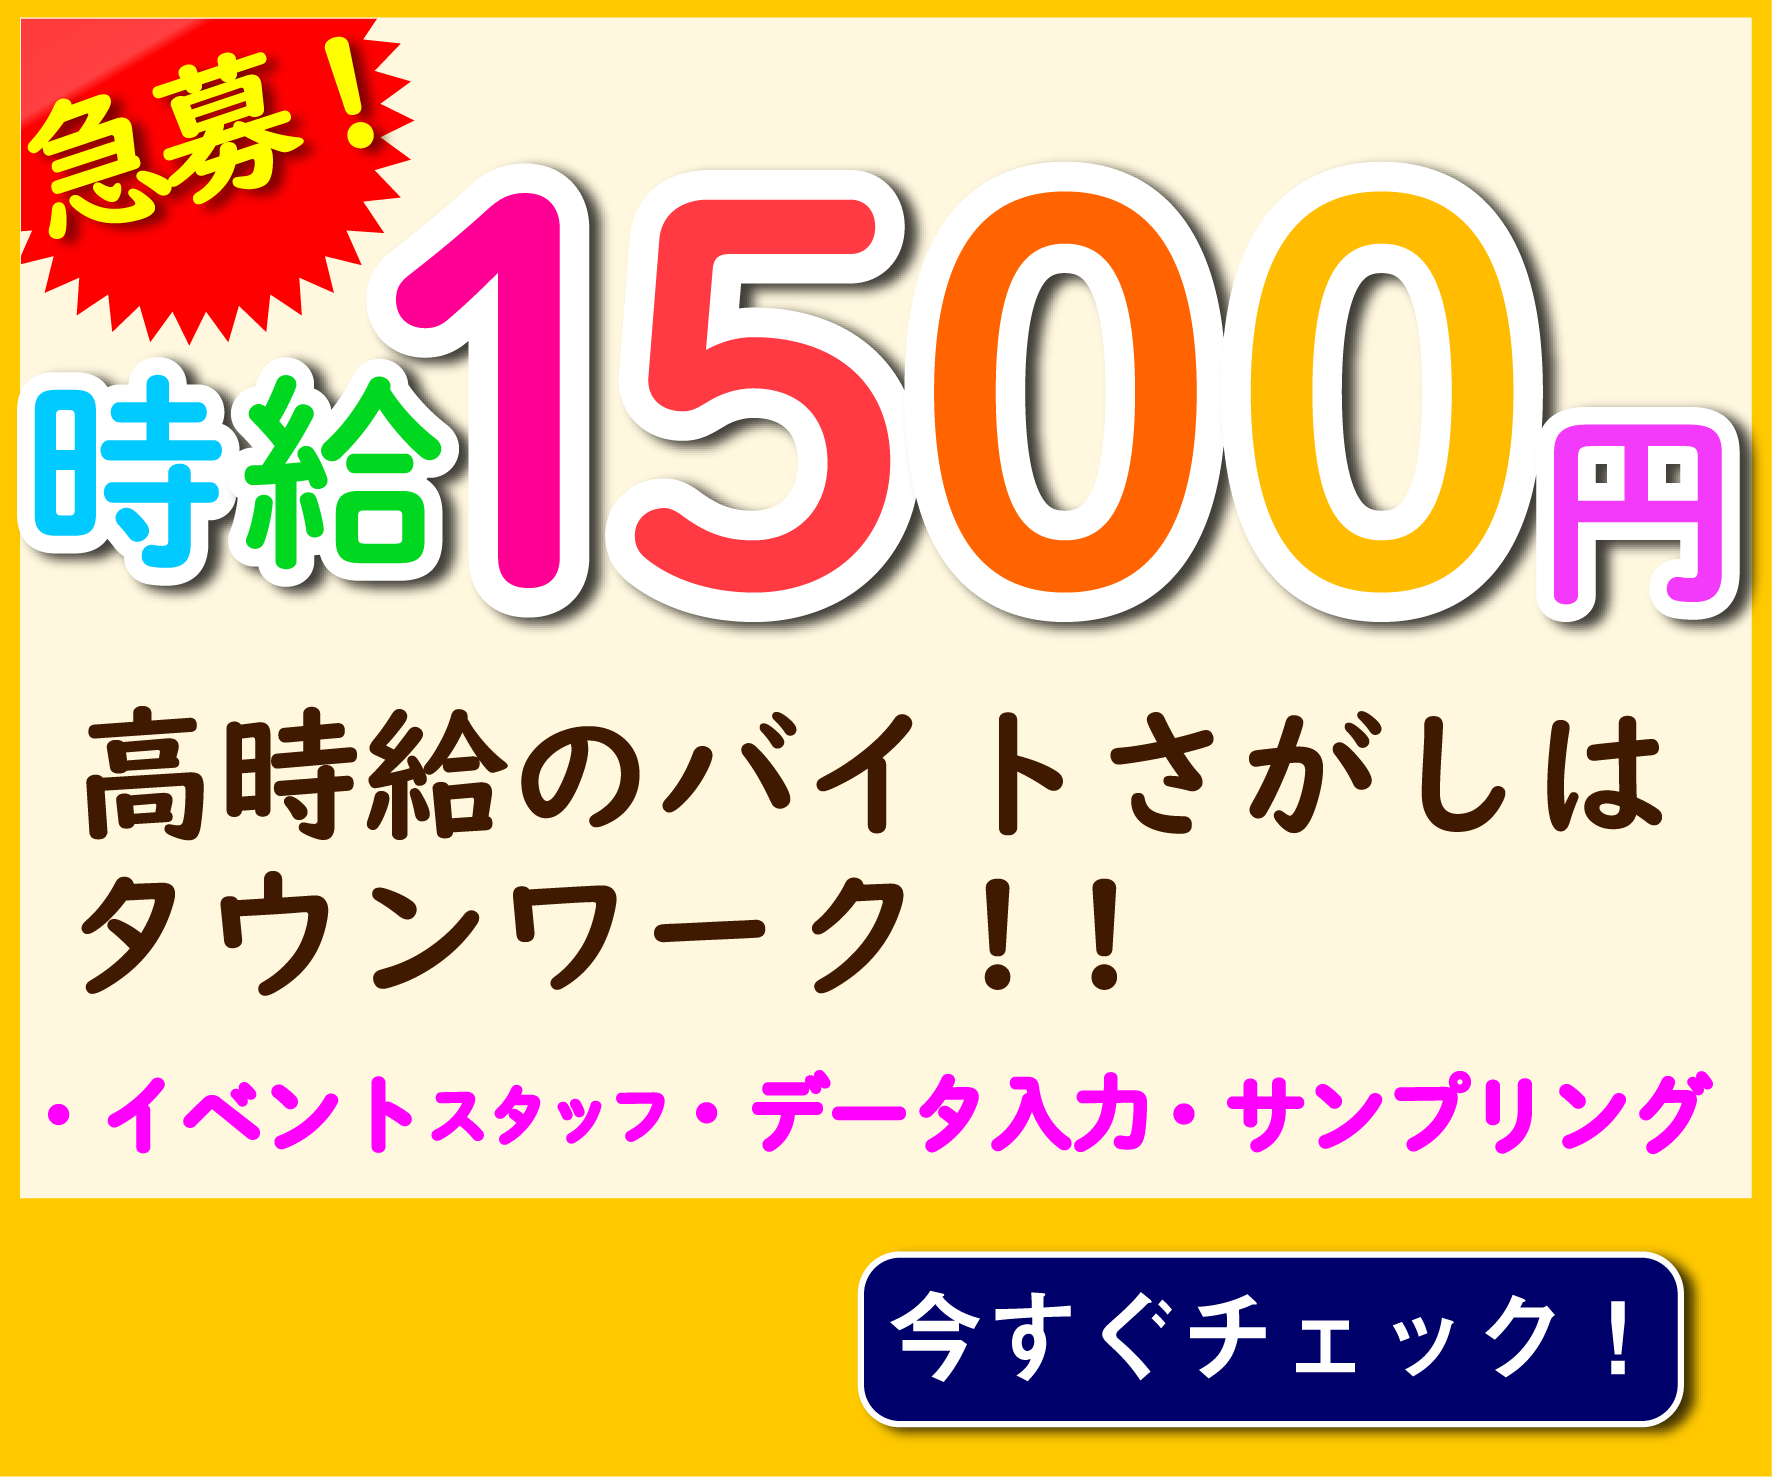 急募！
時給1500円
高時給のバイトさがしは
タウンワーク！！
・イベントスタッフ・データ入力・サンプリング
今すぐチェック！